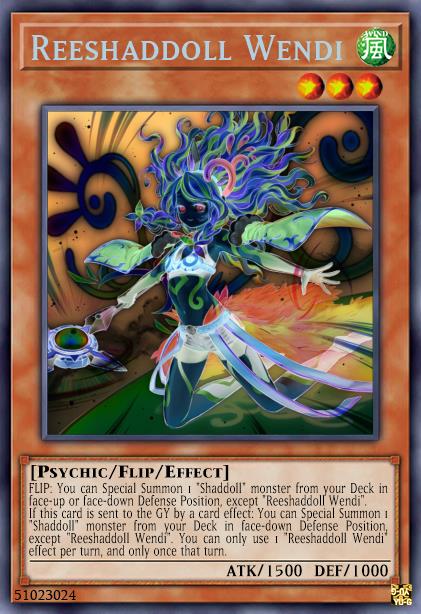 REESHADDOLL WENDI
WIND
風
[PSYCHIC/FLIP/EFFECT]
FLIP: You can Special Summon 1 "Shaddoll" monster from your Deck in
face-up or face-down Defense Position, except "Reeshaddoll Wendi".
If this card is sent to the GY by a card effect: You can Special Summon 1
"Shaddoll" monster from your Deck in face-down Defense Position,
except "Reeshaddoll Wendi". You can only use 1 "Reeshaddoll Wendi"
effect per turn, and only once that turn.
ATK/1500 DEF/1000
51023024